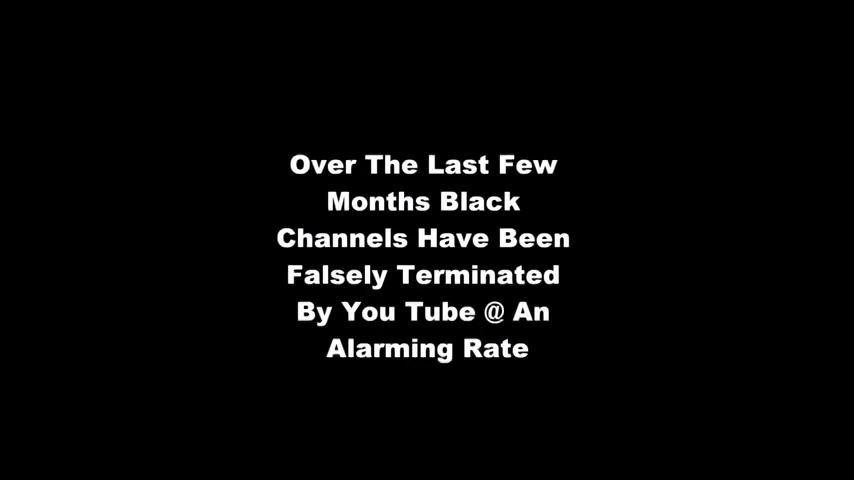 Over The Last Few
Months Black
Channels Have Been
Falsely Terminated
By You Tube @ An
Alarming Rate